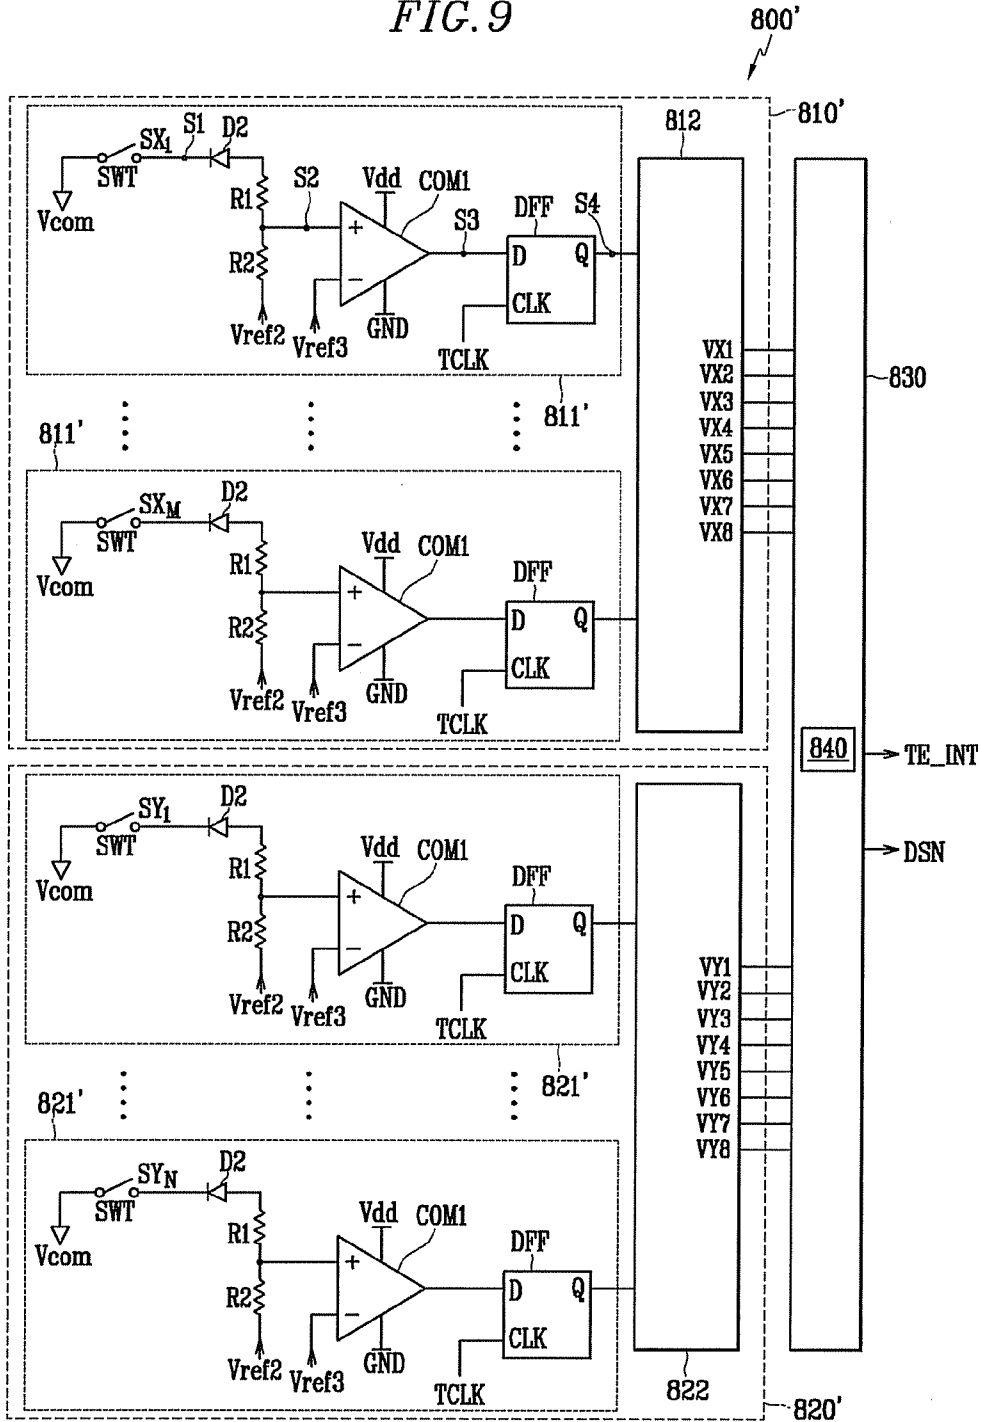 FIG. 9
800'
810'
812
SX1 S1 D2
SWT
Vcom
R1
S2
R2
Vref2
Vref3
Vdd
COM1
+
−
GND
S3
DFF
S4
D Q
CLK
TCLK
811'
VX1
VX2
VX3
VX4
VX5
VX6
VX7
VX8
830
811'
SXM D2
SWT
Vcom
R1
R2
Vref2
Vref3
Vdd
COM1
+
−
GND
DFF
D Q
CLK
TCLK
840
TE_INT
DSN
SY1 D2
SWT
Vcom
R1
R2
Vref2
Vref3
Vdd
COM1
+
−
GND
DFF
D Q
CLK
TCLK
821'
VY1
VY2
VY3
VY4
VY5
VY6
VY7
VY8
821'
SYN D2
SWT
Vcom
R1
R2
Vref2
Vref3
Vdd
COM1
+
−
GND
DFF
D Q
CLK
TCLK
822
820'